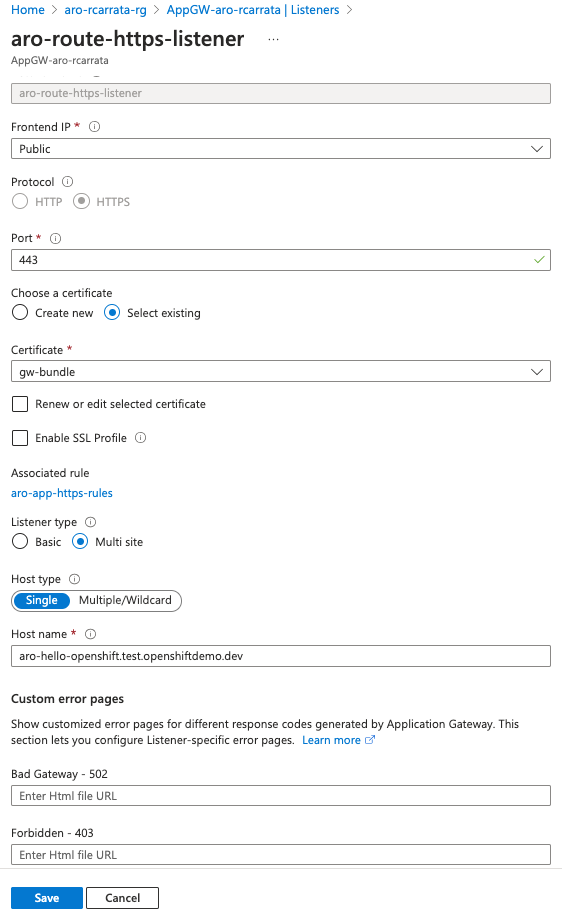 Home > aro-rcarrata-rg > AppGW-aro-rcarrata | Listeners >
aro-route-https-listener ...
AppGW-aro-rcarrata
aro-route-https-listener
Frontend IP *
Public
Protocol
HTTP HTTPS
Port *
443
Choose a certificate
Create new Select existing
Certificate *
gw-bundle
Renew or edit selected certificate
Enable SSL Profile
Associated rule
aro-app-https-rules
Listener type
Basic Multi site
Host type
Single Multiple/Wildcard
Host name *
aro-hello-openshift.test.openshiftdemo.dev
Custom error pages
Show customized error pages for different response codes generated by Application Gateway. This
section lets you configure Listener-specific error pages. Learn more
Bad Gateway - 502
Enter Html file URL
Forbidden - 403
Enter Html file URL
Save Cancel